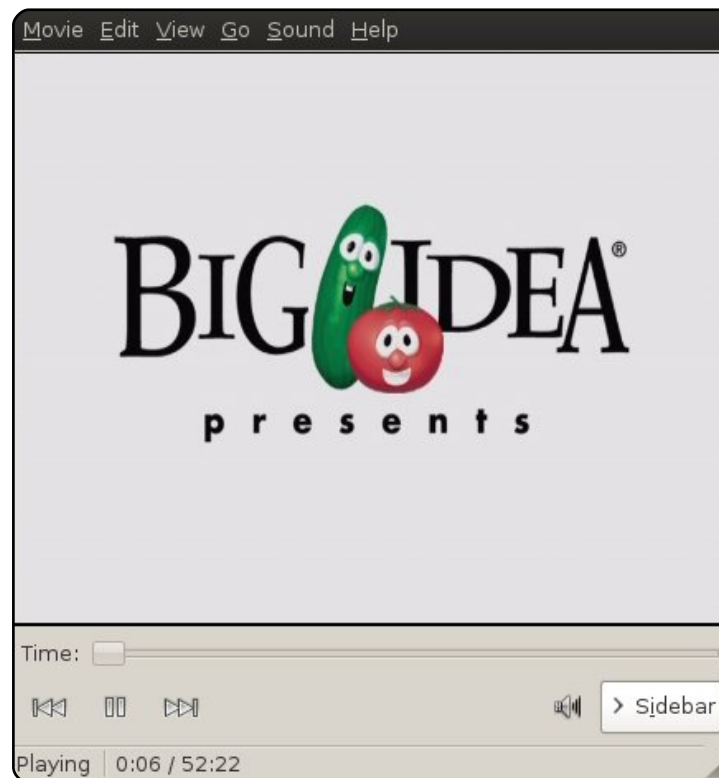 Movie Edit View Go Sound Help
BIG IDEA®
presents
Time:
> Sidebar
Playing 0:06 / 52:22